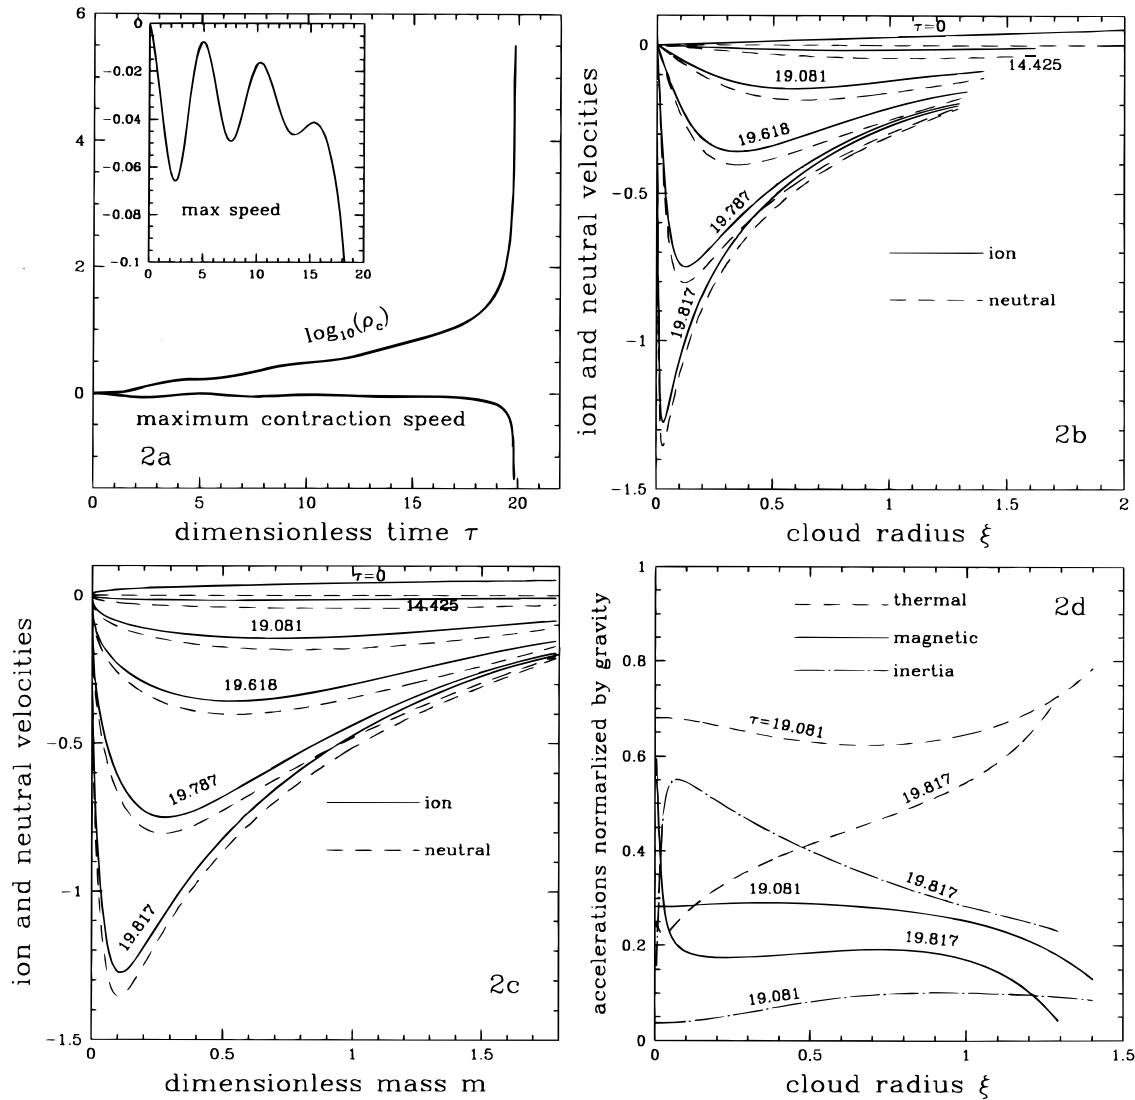 6
4
2
0
0
-0.02
-0.04
-0.06
-0.08
-0.1
max speed
0 5 10 15 20
log₁₀(ρc)
maximum contraction speed
2a
0 5 10 15 20
dimensionless time τ
ion and neutral velocities
0
-0.5
-1
-1.5
τ=0
14.425
19.081
19.618
19.787
19.817
ion
neutral
2b
0 0.5 1 1.5 2
cloud radius ξ
ion and neutral velocities
0
-0.5
-1
-1.5
τ=0
14.425
19.081
19.618
19.787
19.817
ion
neutral
2c
0 0.5 1 1.5
dimensionless mass m
accelerations normarlized by gravity
1
0.8
0.6
0.4
0.2
0
thermal
magnetic
inertia
2d
τ=19.081
19.817
19.081
19.817
19.817
19.081
0 0.5 1 1.5
cloud radius ξ